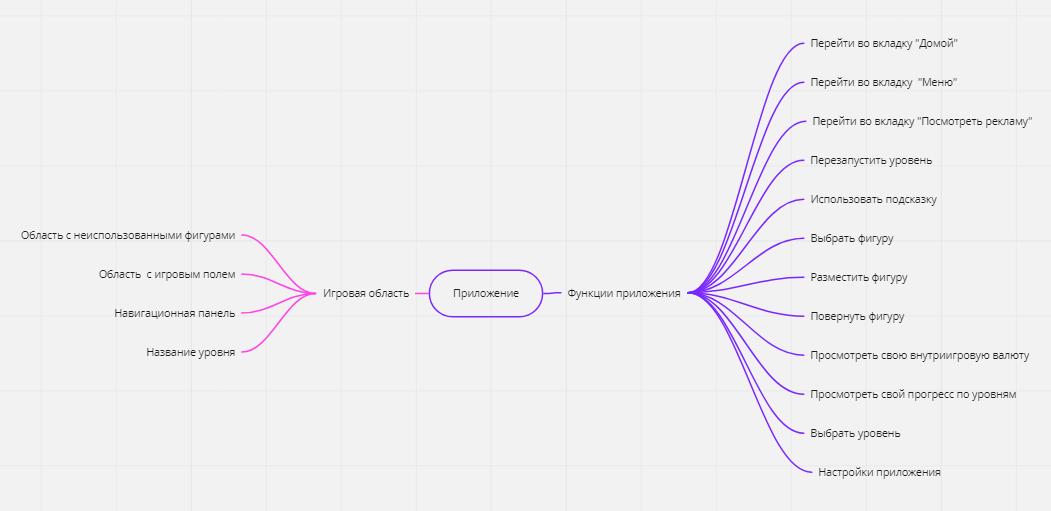 Перейти во вкладку "Домой"
Перейти во вкладку "Меню"
Перейти во вкладку "Посмотреть рекламу"
Перезапустить уровень
Использовать подсказку
Область с неиспользованными фигурами
Выбрать фигуру
Область с игровым полем
Разместить фигуру
Игровая область
Приложение
Функции приложения
Навигационная панель
Повернуть фигуру
Название уровня
Просмотреть свою внутриигровую валюту
Просмотреть свой прогресс по уровням
Выбрать уровень
Настройки приложения